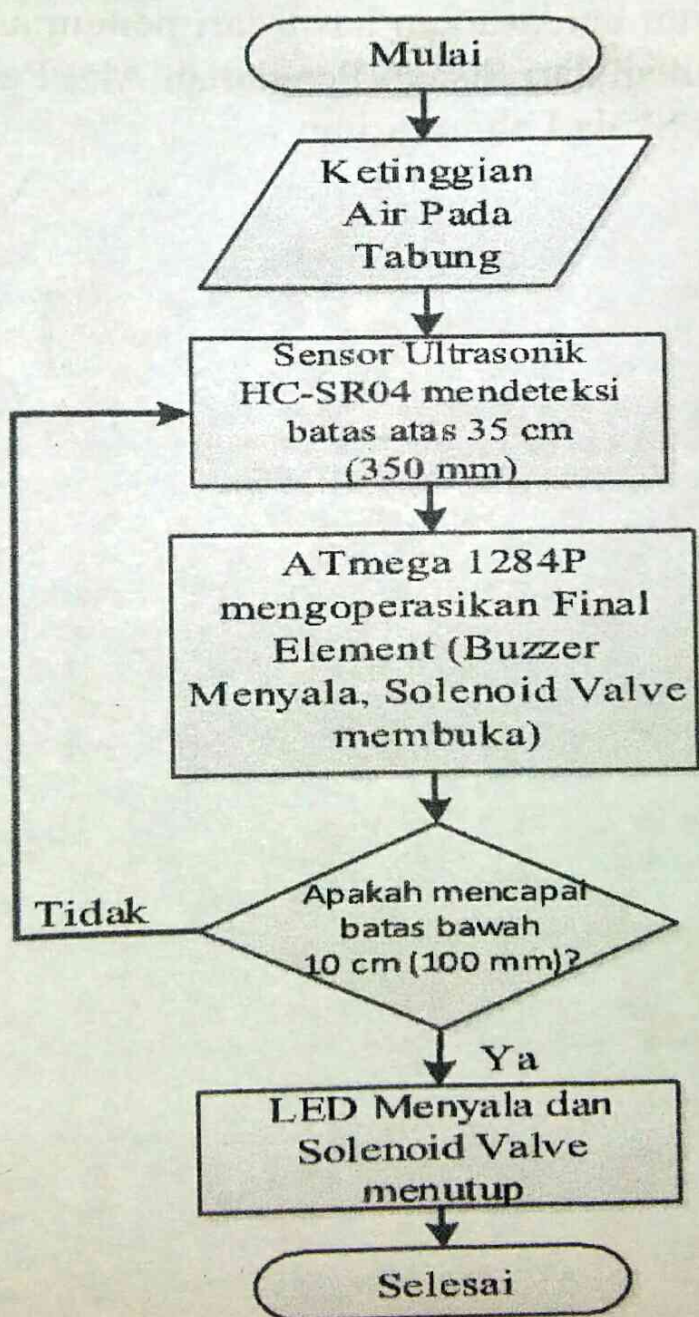 Mulai
Ketinggian
Air Pada
Tabung
Sensor Ultrasonik
HC-SR04 mendeteksi
batas atas 35 cm
(350 mm)
ATmega 1284P
mengoperasikan Final
Element (Buzzer
Menyala, Solenoid Valve
membuka)
Apakah mencapai
batas bawah
10 cm (100 mm)?
Tidak
Ya
LED Menyala dan
Solenoid Valve
menutup
Selesai